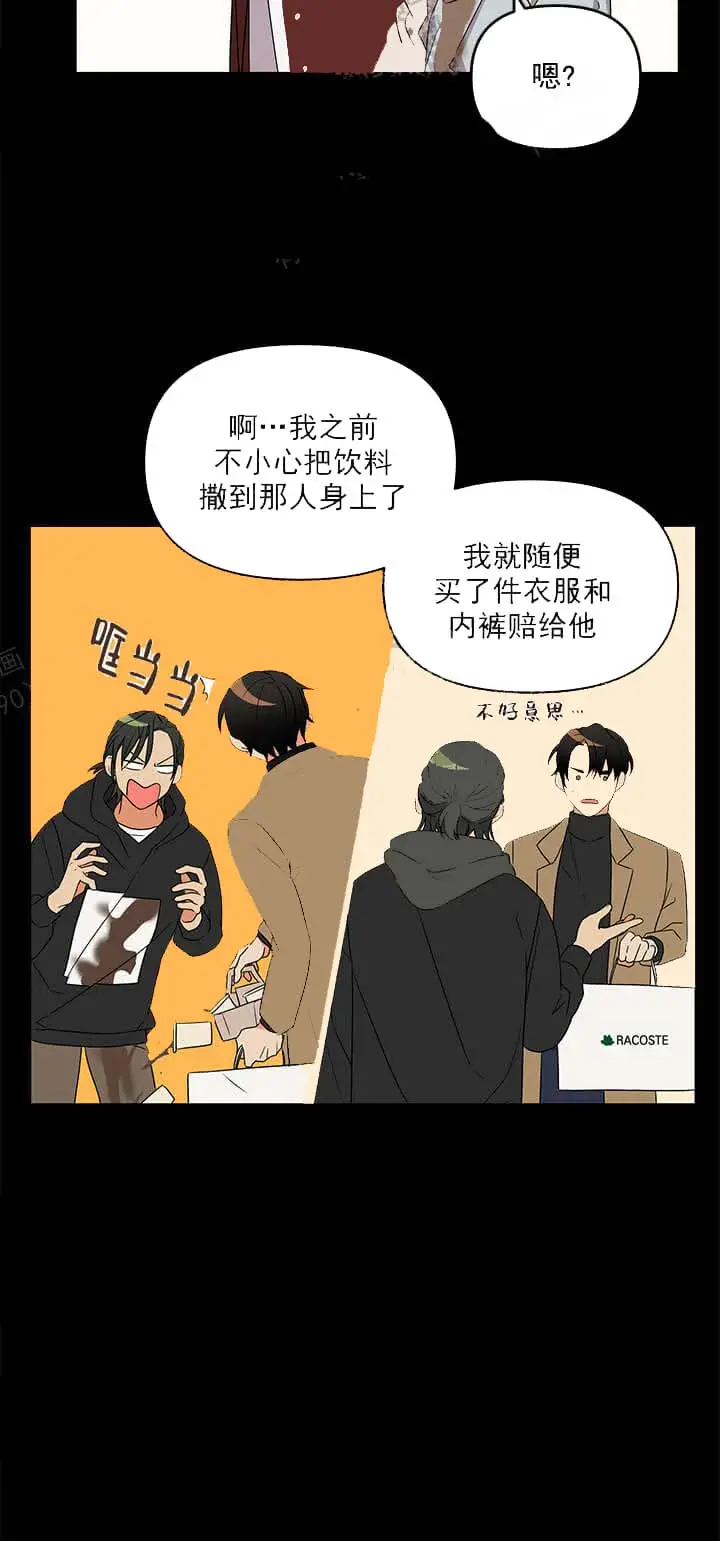 嗯?
啊…我之前
不小心把饮料
撒到那人身上了
我就随便
买了件衣服和
内裤赔给他
哐当当
不好意思…
画
90
RACOSTE